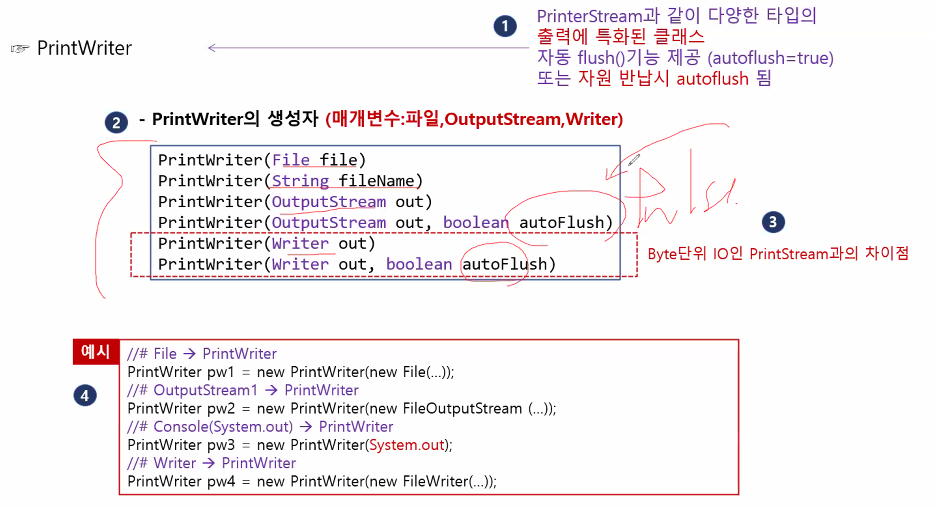 1 PrinterStream과 같이 다양한 타입의
출력에 특화된 클래스
☞ PrintWriter
자동 flush()기능 제공 (autoflush=true)
또는 자원 반납시 autoflush 됨
2 - PrintWriter의 생성자 (매개변수:파일,OutputStream,Writer)
PrintWriter(File file)
PrintWriter(String fileName)
PrintWriter(OutputStream out)
PrintWriter(OutputStream out, boolean autoFlush)
PrintWriter(Writer out)
PrintWriter(Writer out, boolean autoFlush)
3
Byte단위 IO인 PrintStream과의 차이점
예시
4
//# File → PrintWriter
PrintWriter pw1 = new PrintWriter(new File(...));
//# OutputStream1 → PrintWriter
PrintWriter pw2 = new PrintWriter(new FileOutputStream (...));
//# Console(System.out) → PrintWriter
PrintWriter pw3 = new PrintWriter(System.out);
//# Writer → PrintWriter
PrintWriter pw4 = new PrintWriter(new FileWriter(...));